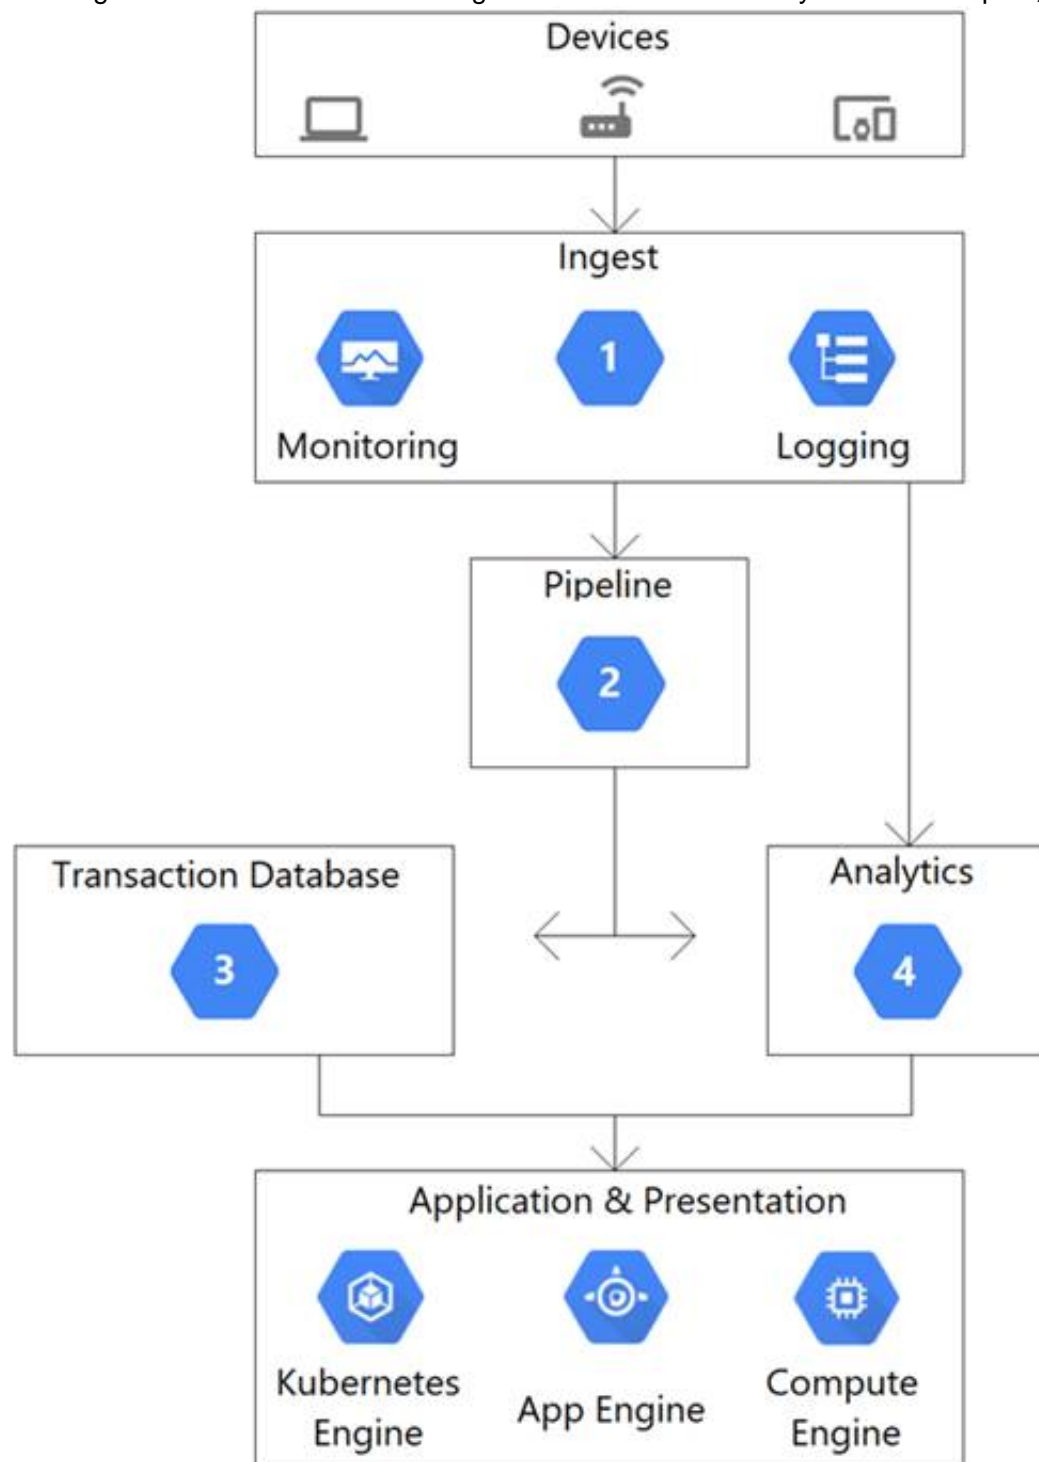 Devices
Ingest
1
Monitoring
Logging
Pipeline
2
Transaction Database
3
Analytics
4
Application & Presentation
Kubernetes
Engine
App Engine
Compute
Engine